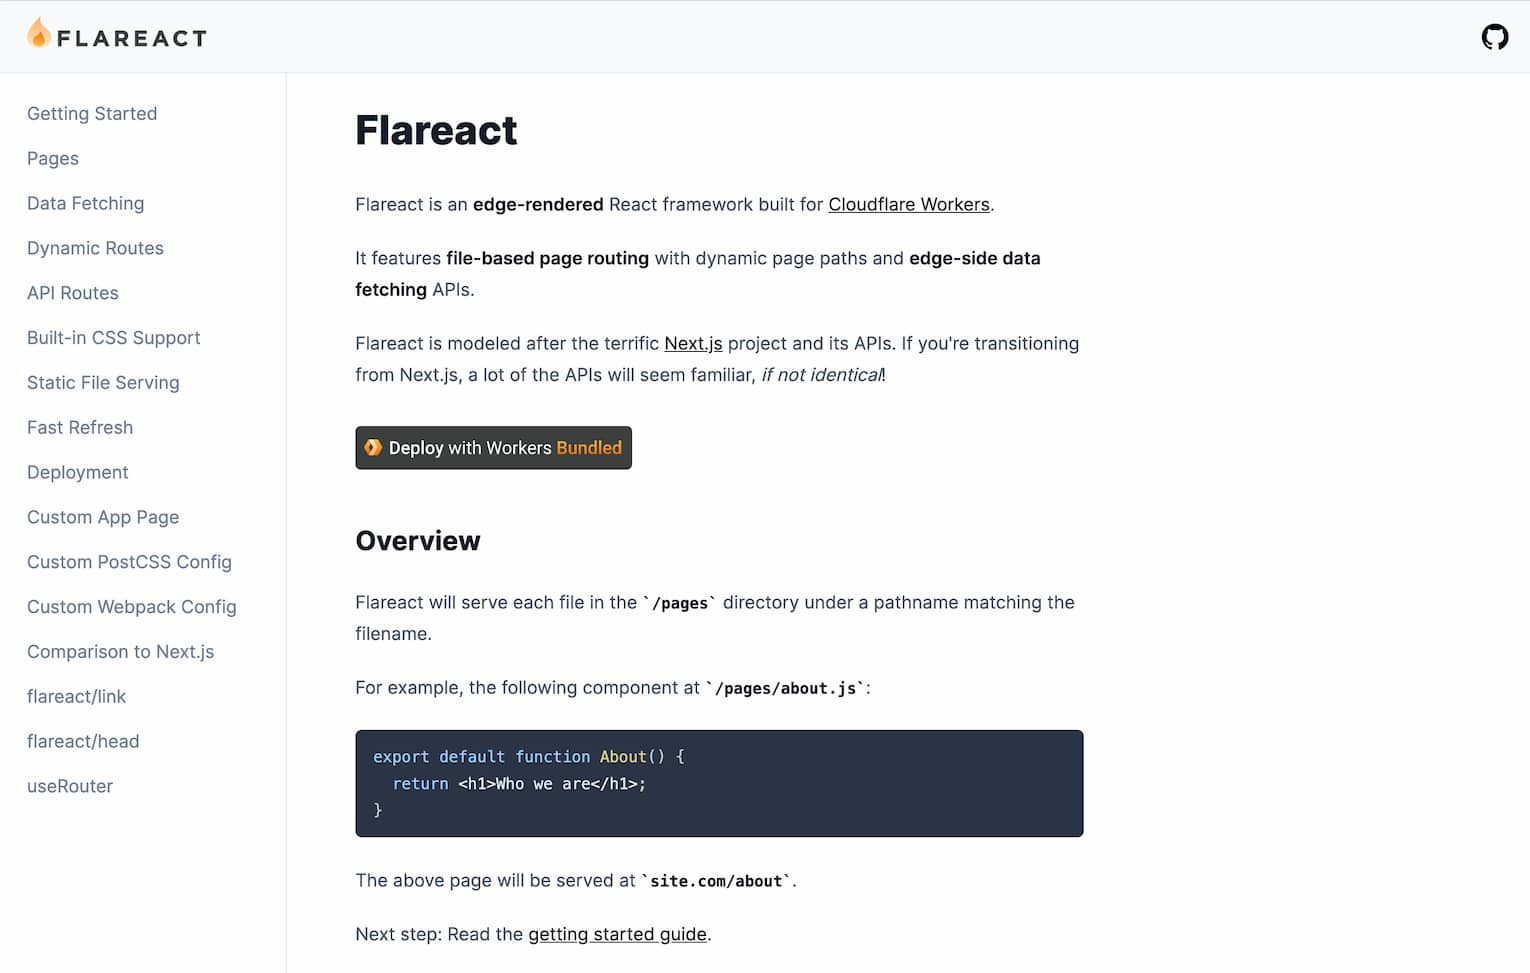 FLAREACT
Getting Started
Pages
Data Fetching
Dynamic Routes
API Routes
Built-in CSS Support
Static File Serving
Fast Refresh
Deployment
Custom App Page
Custom PostCSS Config
Custom Webpack Config
Comparison to Next.js
flareact/link
flareact/head
useRouter
Flareact
Flareact is an edge-rendered React framework built for Cloudflare Workers.
It features file-based page routing with dynamic page paths and edge-side data
fetching APIs.
Flareact is modeled after the terrific Next.js project and its APIs. If you're transitioning
from Next.js, a lot of the APIs will seem familiar, if not identical!
Deploy with Workers Bundled
Overview
Flareact will serve each file in the `/pages` directory under a pathname matching the
filename.
For example, the following component at `/pages/about.js`:
export default function About() {
  return <h1>Who we are</h1>;
}
The above page will be served at `site.com/about`.
Next step: Read the getting started guide.